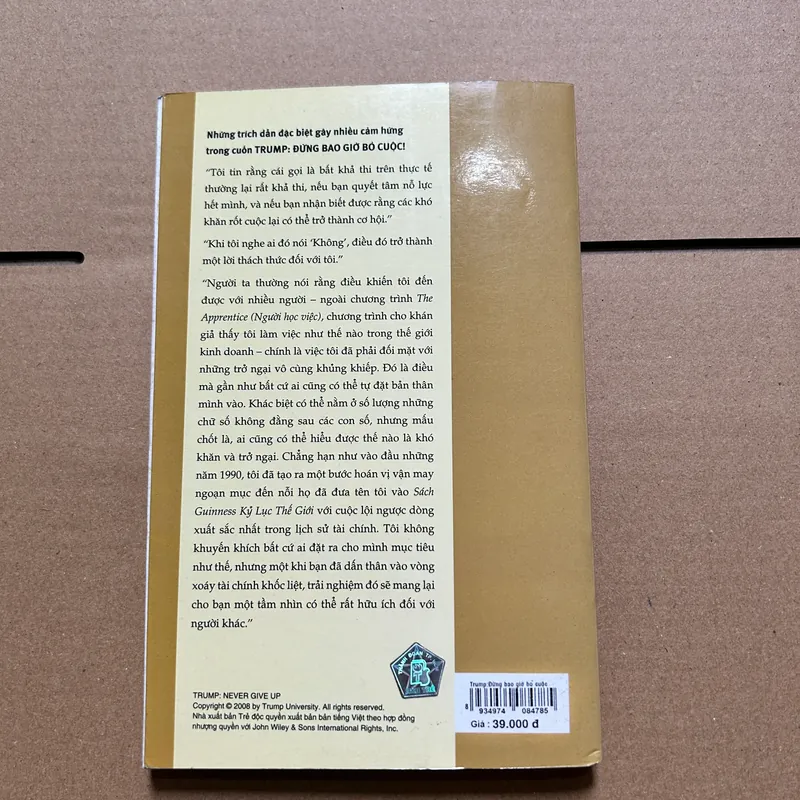 Những trích dẫn đặc biệt gây nhiều cảm hứng
trong cuốn TRUMP: ĐỪNG BAO GIỜ BỎ CUỘC!
“Tôi tin rằng cái gọi là bất khả thi trên thực tế
thường lại rất khả thi, nếu bạn quyết tâm nỗ lực
hết mình, và nếu bạn nhận biết được rằng các khó
khăn rốt cuộc lại có thể trở thành cơ hội.”
“Khi tôi nghe ai đó nói ‘Không’, điều đó trở thành
một lời thách thức đối với tôi.”
“Người ta thường nói rằng điều khiến tôi đến
được với nhiều người – ngoài chương trình The
Apprentice (Người học việc), chương trình cho khán
giả thấy tôi làm việc như thế nào trong thế giới
kinh doanh – chính là việc tôi đã phải đối mặt với
những trở ngại vô cùng khủng khiếp. Đó là điều
mà gần như bất cứ ai cũng có thể tự đặt bản thân
mình vào. Khác biệt có thể nằm ở số lượng những
chữ số không đằng sau các con số, nhưng mấu
chốt là, ai cũng có thể hiểu được thế nào là khó
khăn và trở ngại. Chẳng hạn như vào đầu những
năm 1990, tôi đã tạo ra một bước hoán vị vận may
ngoạn mục đến nỗi họ đã đưa tên tôi vào Sách
Guinness Kỷ Lục Thế Giới với cuộc lội ngược dòng
xuất sắc nhất trong lịch sử tài chính. Tôi không
khuyến khích bất cứ ai đặt ra cho mình mục tiêu
như thế, nhưng một khi bạn đã dấn thân vào vòng
xoáy tài chính khốc liệt, trải nghiệm đó sẽ mang lại
cho bạn một tầm nhìn có thể rất hữu ích đối với
người khác.”
TRUMP: NEVER GIVE UP
Copyright © 2008 by Trump University. All rights reserved.
Nhà xuất bản Trẻ độc quyền xuất bản bản tiếng Việt theo hợp đồng
nhượng quyền với John Wiley & Sons International Rights, Inc.
Trump:Đừng bao giờ bỏ cuộc
8 934974 084785
Giá : 39.000 đ